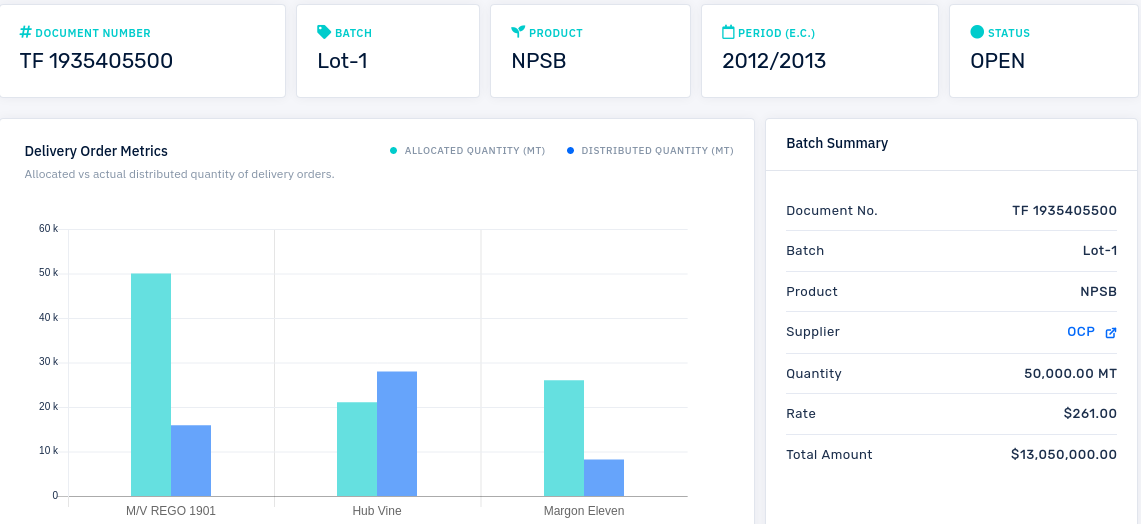 DOCUMENT NUMBER
TF 1935405500
BATCH
Lot-1
PRODUCT
NPSB
PERIOD (E.C.)
2012/2013
STATUS
OPEN
Delivery Order Metrics
ALLOCATED QUANTITY (MT) DISTRIBUTED QUANTITY (MT)
Allocated vs actual distributed quantity of delivery orders.
60 k
50 k
40 k
30 k
20 k
10 k
0
M/V REGO 1901 Hub Vine Margon Eleven
Batch Summary
Document No. TF 1935405500
Batch Lot-1
Product NPSB
Supplier OCP
Quantity 50,000.00 MT
Rate $261.00
Total Amount $13,050,000.00